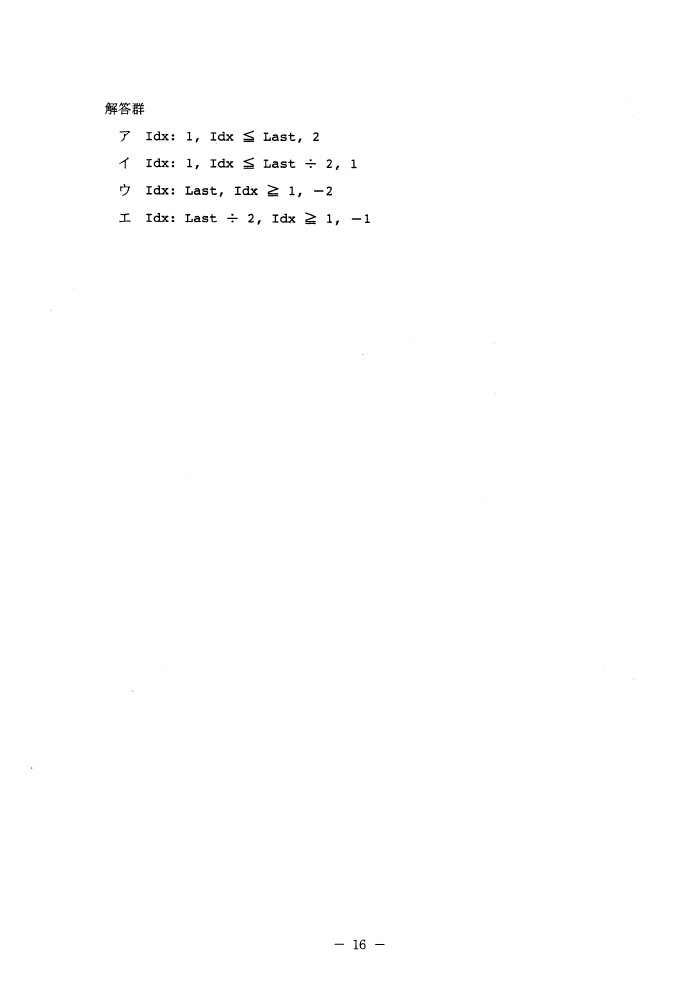 解答群
ア Idx: 1, Idx ≦ Last, 2
イ Idx: 1, Idx ≦ Last ÷ 2, 1
ウ Idx: Last, Idx ≧ 1, −2
エ Idx: Last ÷ 2, Idx ≧ 1, −1
− 16 −